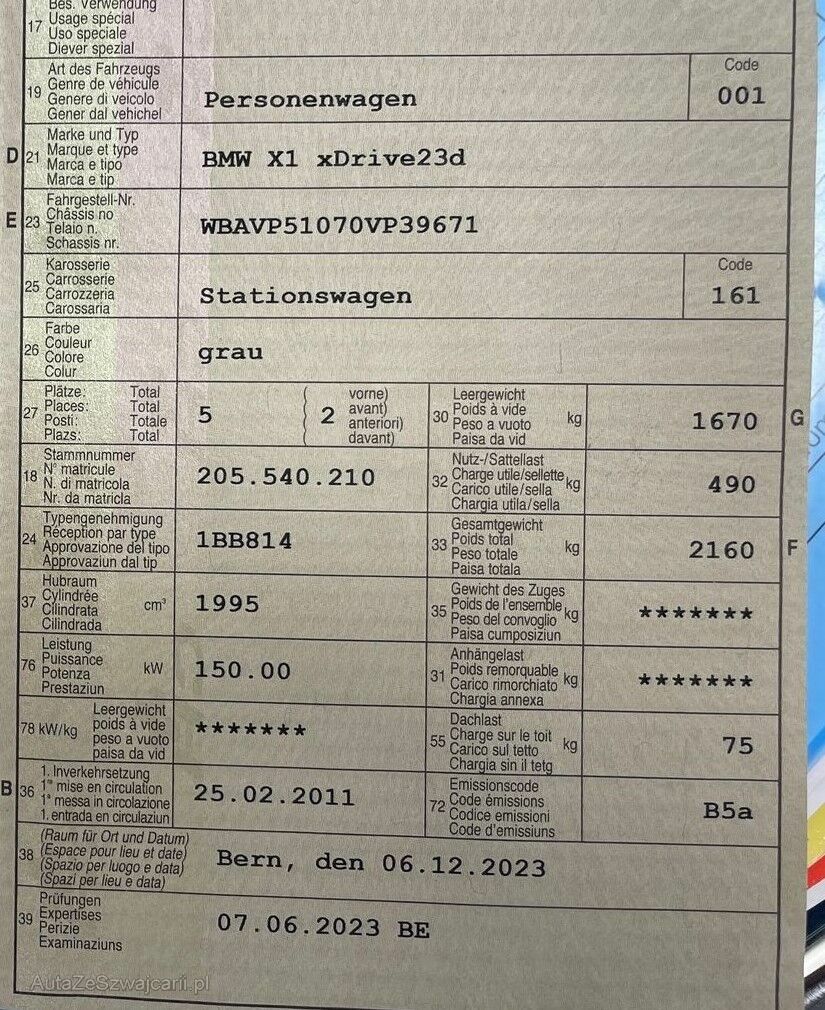 Bes. Verwendung
17 Usage spécial
Uso speciale
Diever spezial
Art des Fahrzeugs
19 Genre de véhicule
Genere di veicolo
Gener dal vehichel
Personenwagen
Code
001
D 21 Marke und Typ
Marque et type
Marca e tipo
Marca e tip
BMW X1 xDrive23d
E 23 Fahrgestell-Nr.
Châssis no
Telaio n.
Schassis nr.
WBAVP51070VP39671
25 Karosserie
Carrosserie
Carrozzeria
Carossaria
Stationswagen
Code
161
26 Farbe
Couleur
Colore
Colur
grau
27 Plätze: Total
Places: Total
Posti: Totale
Plazs: Total
5 ( 2 vorne)
( avant)
( anteriori)
( davant)
30 Leergewicht
Poids à vide kg
Peso a vuoto
Paisa da vid
1670 G
18 Stammnummer
N° matricule
N. di matricola
Nr. da matricla
205.540.210
32 Nutz-/Sattellast
Charge utile/sellette kg
Carico utile/sella
Chargia utila/sella
490
24 Typengenehmigung
Réception par type
Approvazione del tipo
Approvaziun dal tip
1BB814
33 Gesamtgewicht
Poids total kg
Peso totale
Paisa totala
2160 F
37 Hubraum
Cylindrée cm³
Cilindrata
Cilindrada
1995
35 Gewicht des Zuges
Poids de l'ensemble kg
Peso del convoglio
Paisa cumposiziun
*******
76 Leistung
Puissance kW
Potenza
Prestaziun
150.00
31 Anhängelast
Poids remorquable kg
Carico rimorchiato
Chargia annexa
*******
78 kW/kg Leergewicht
poids à vide
peso a vuoto
paisa da vid
*******
55 Dachlast
Charge sur le toit kg
Carico sul tetto
Chargia sin il tetg
75
B 36 1. Inverkehrsetzung
1re mise en circulation
1a messa in circolazione
1. entrada en circulaziun
25.02.2011
72 Emissionscode
Code émissions
Codice emissioni
Code d'emissiuns
B5a
38 (Raum für Ort und Datum)
(Espace pour lieu et date)
(Spazio per luogo e data)
(Spazi per lieu e data)
Bern, den 06.12.2023
39 Prüfungen
Expertises
Perizie
Examinaziuns
07.06.2023 BE
AutaZeSzwajcarii.pl